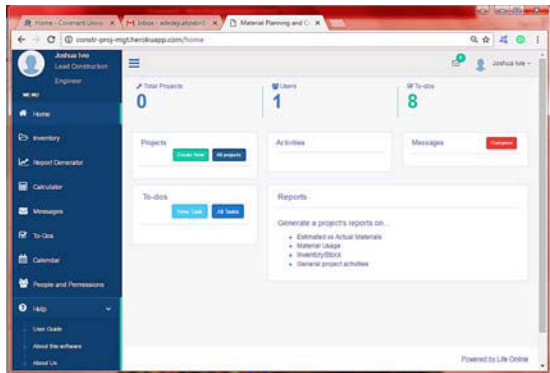 Home - Covenant Unive
Material Planning and C
constr-proj-mgt.herokuapp.com/home
Joshua Ivie
Lead Construction
Engineer
MENU
Home
Inventory
Report Generator
Calculator
Messages
To-Dos
Calendar
People and Permissions
Help
User Guide
About this software
About Us
Joshua Ivie
Total Projects
0
Users
1
To-dos
8
Projects
Create New
All projects
Activities
Messages
Compose
To-dos
New Task
All Tasks
Reports
Generate a project's reports on...
Estimated vs Actual Materials
Material Usage
Inventory/Stock
General project activities
Powered by Life Online